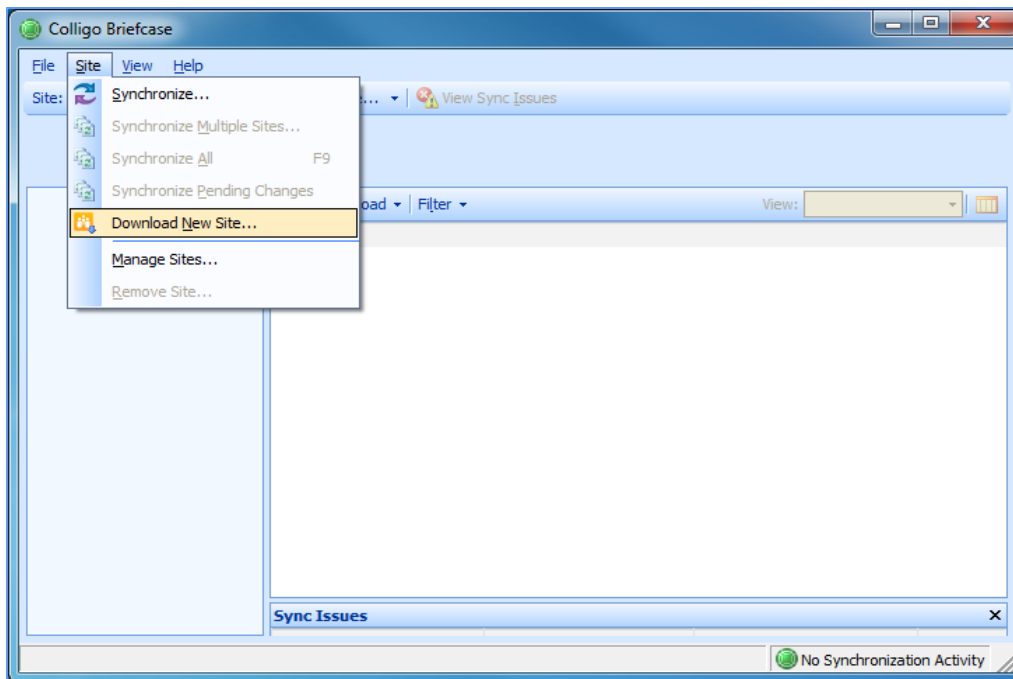 Colligo Briefcase
File Site View Help
Site: ... View Sync Issues
Synchronize...
Synchronize Multiple Sites...
Synchronize All F9
Synchronize Pending Changes
Download New Site...
Manage Sites...
Remove Site...
Filter View:
Sync Issues
No Synchronization Activity